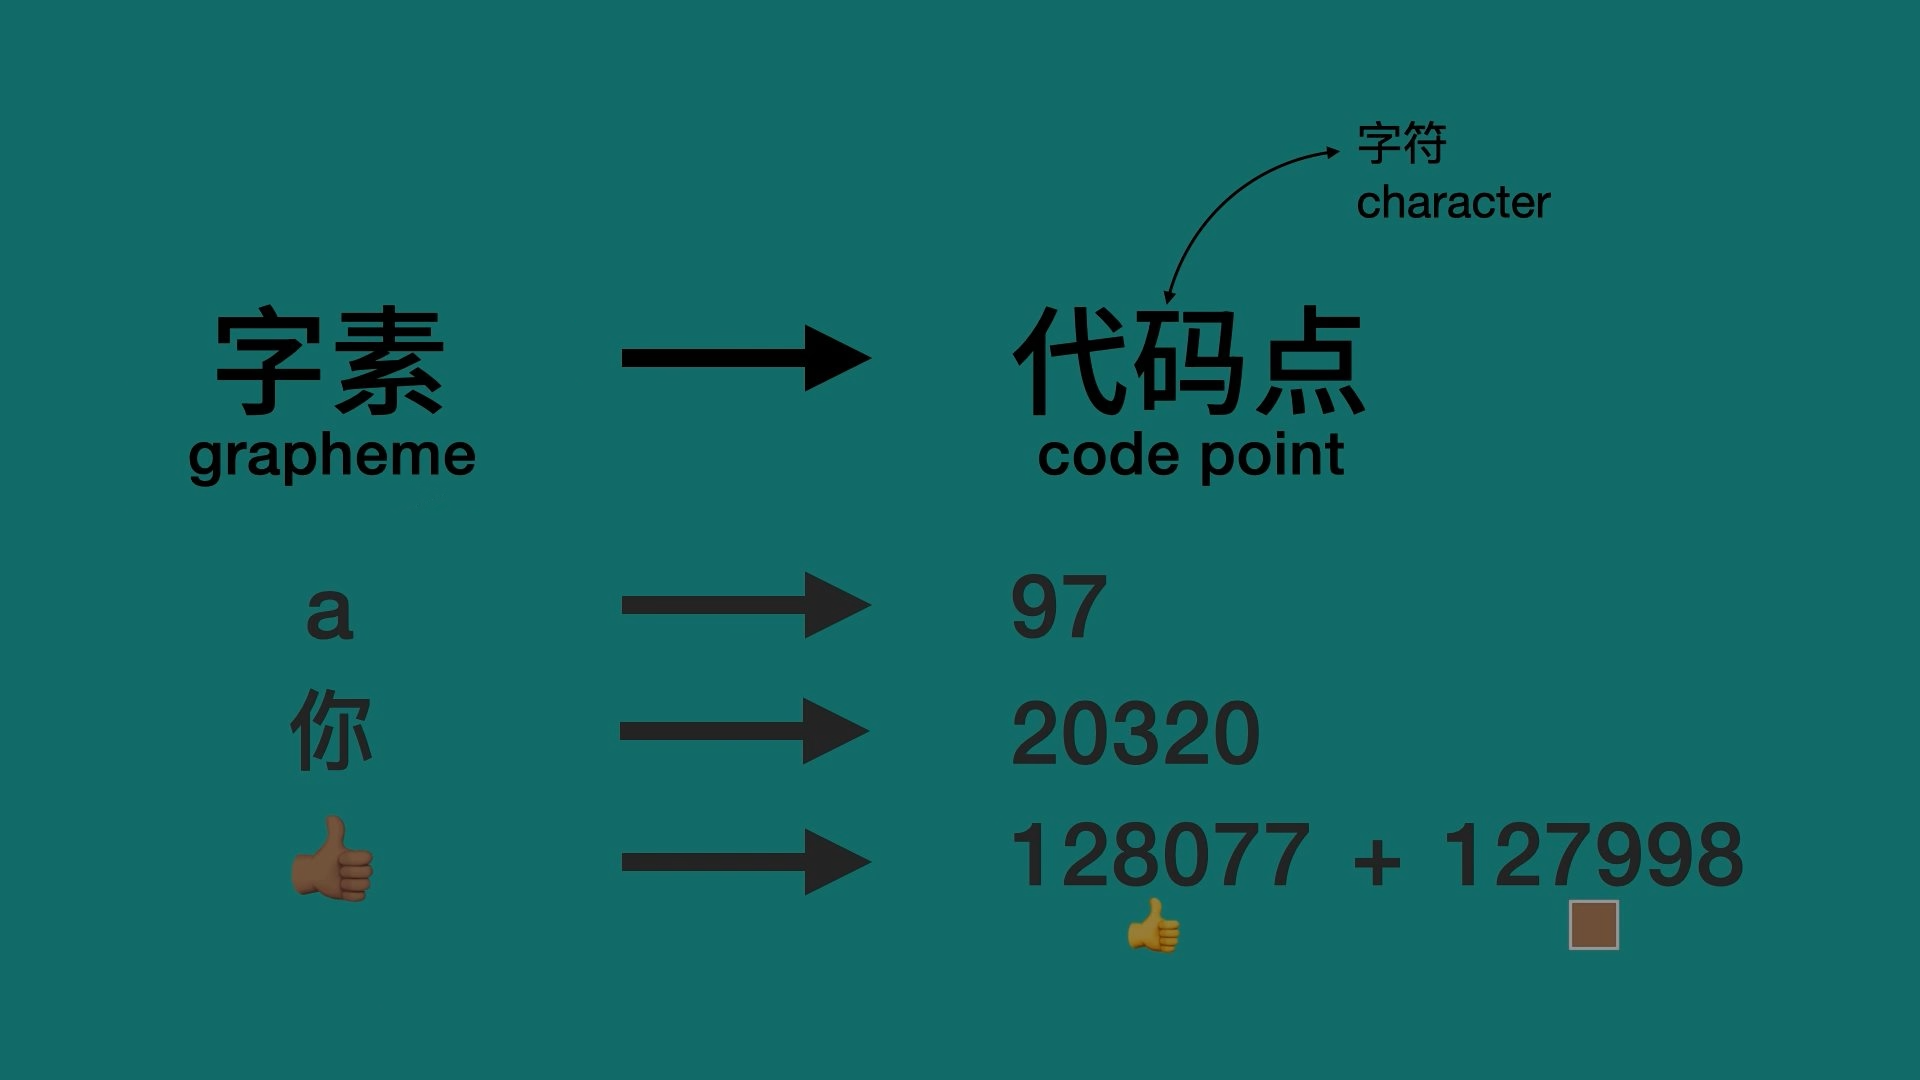 字符
character
字素
代码点
grapheme
code point
a
97
你
20320
👍🏾
128077 + 127998
👍
🏾